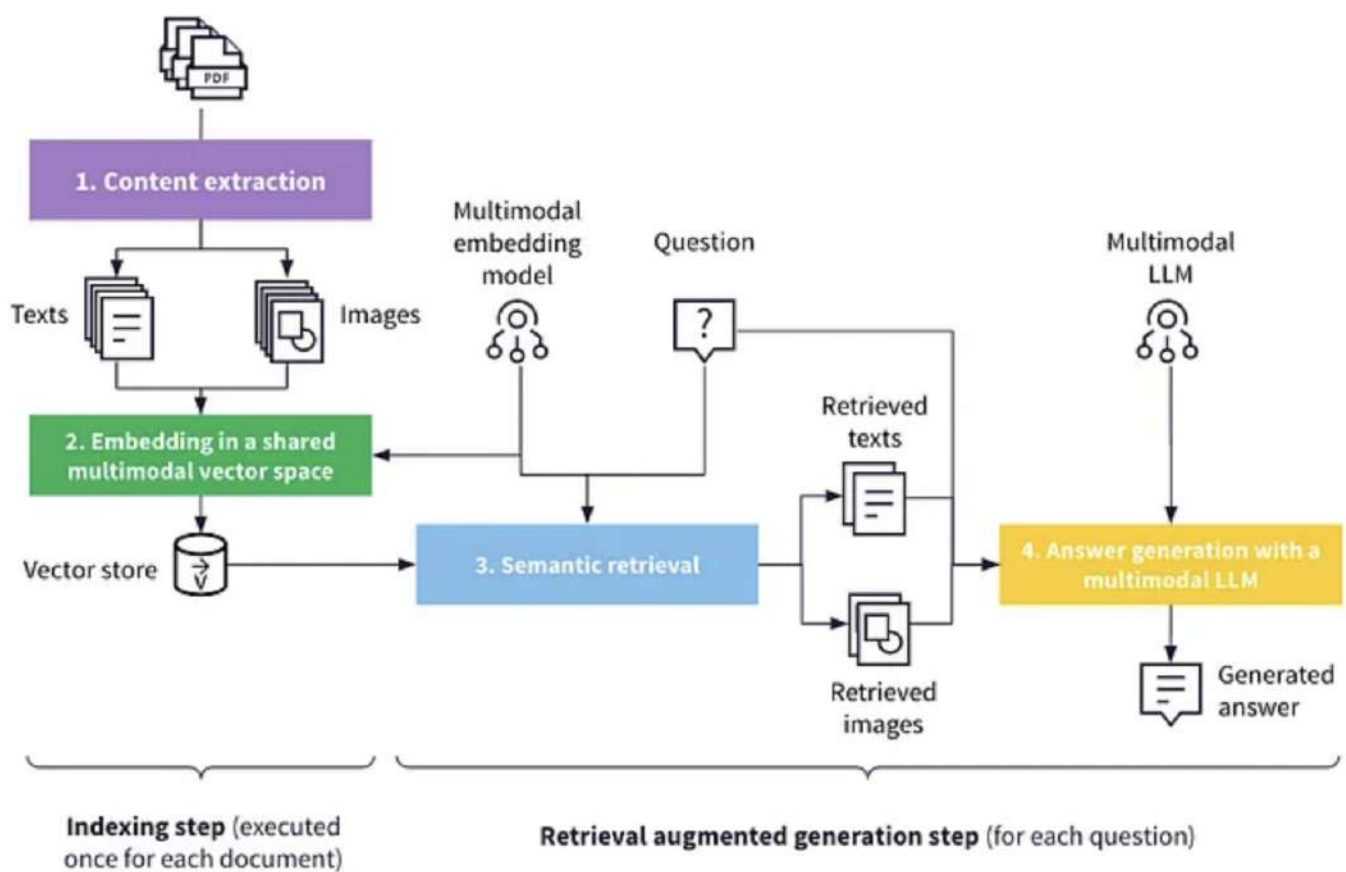 PDF
1. Content extraction
Multimodal
embedding
model
Question
Multimodal
LLM
Texts
Images
?
2. Embedding in a shared
multimodal vector space
Retrieved
texts
Vector store
V
3. Semantic retrieval
4. Answer generation with a
multimodal LLM
Retrieved
images
Generated
answer
Indexing step (executed
once for each document)
Retrieval augmented generation step (for each question)